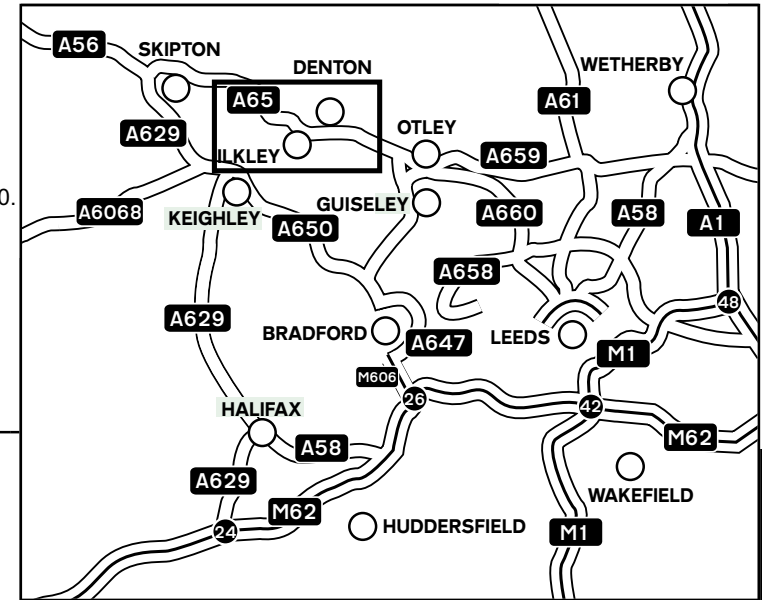 SKIPTON
A56
WETHERBY
DENTON
A65
A61
A629
OTLEY
ILKLEY
A659
0.
A6068
KEIGHLEY
GUISELEY
A650
A660
A58
A1
A658
48
A629
BRADFORD
A647
LEEDS
M1
M606
26
42
HALIFAX
A58
M62
A629
WAKEFIELD
M62
24
HUDDERSFIELD
M1